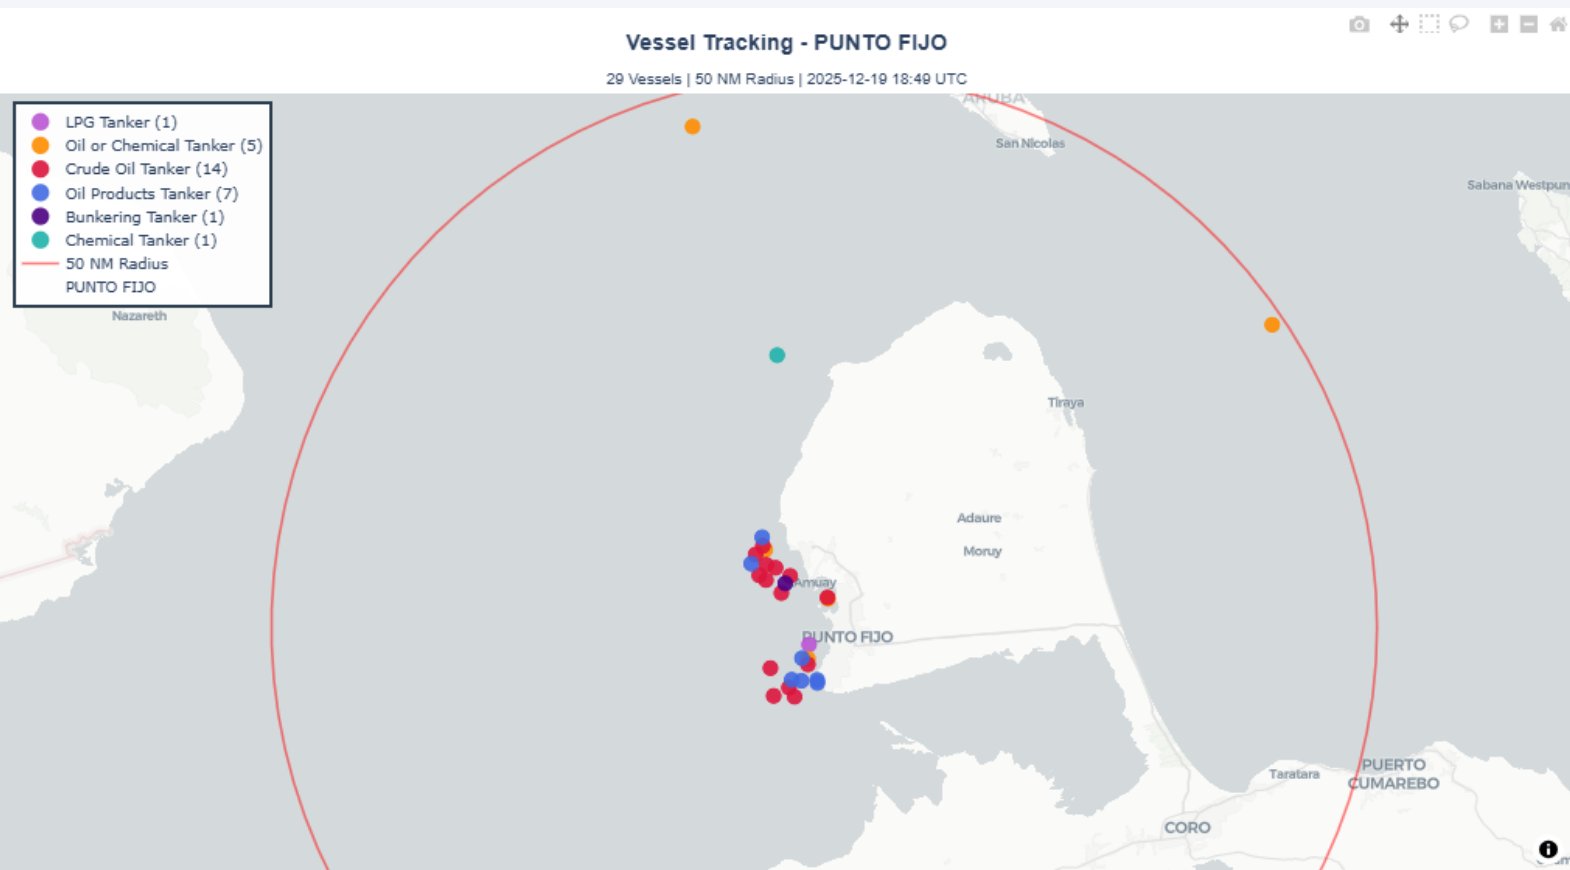 Vessel Tracking - PUNTO FIJO
29 Vessels | 50 NM Radius | 2025-12-19 18:49 UTC
LPG Tanker (1)
Oil or Chemical Tanker (5)
Crude Oil Tanker (14)
Oil Products Tanker (7)
Bunkering Tanker (1)
Chemical Tanker (1)
50 NM Radius
PUNTO FIJO
ARUBA
San Nicolas
Sabana Westpun
Nazareth
Tiraya
Adaure
Moruy
Amuay
PUNTO FIJO
Taratara
PUERTO
CUMAREBO
CORO